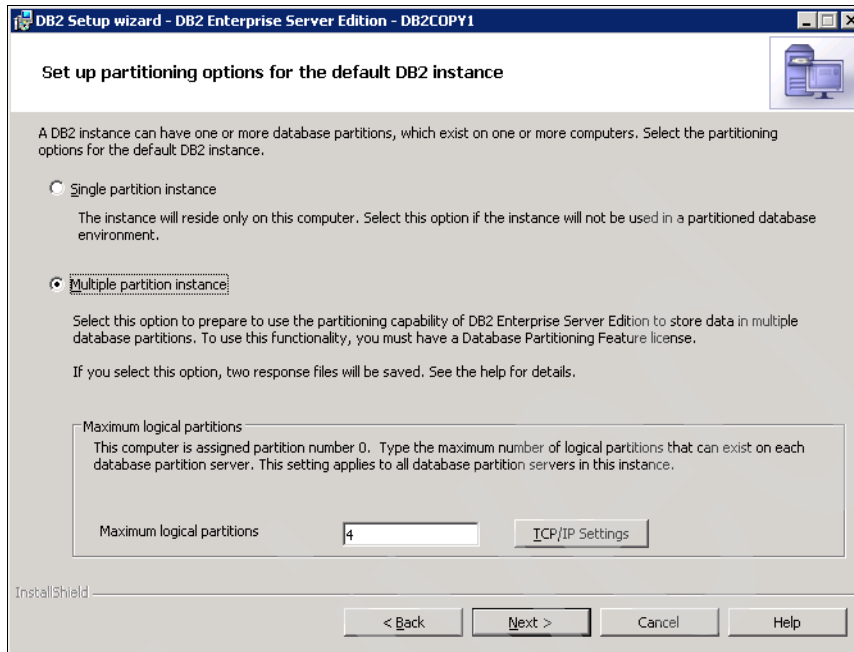 DB2 Setup wizard - DB2 Enterprise Server Edition - DB2COPY1
Set up partitioning options for the default DB2 instance
A DB2 instance can have one or more database partitions, which exist on one or more computers. Select the partitioning
options for the default DB2 instance.
Single partition instance
The instance will reside only on this computer. Select this option if the instance will not be used in a partitioned database
environment.
Multiple partition instance
Select this option to prepare to use the partitioning capability of DB2 Enterprise Server Edition to store data in multiple
database partitions. To use this functionality, you must have a Database Partitioning Feature license.
If you select this option, two response files will be saved. See the help for details.
Maximum logical partitions
This computer is assigned partition number 0. Type the maximum number of logical partitions that can exist on each
database partition server. This setting applies to all database partition servers in this instance.
Maximum logical partitions 4 TCP/IP Settings
InstallShield
< Back Next > Cancel Help